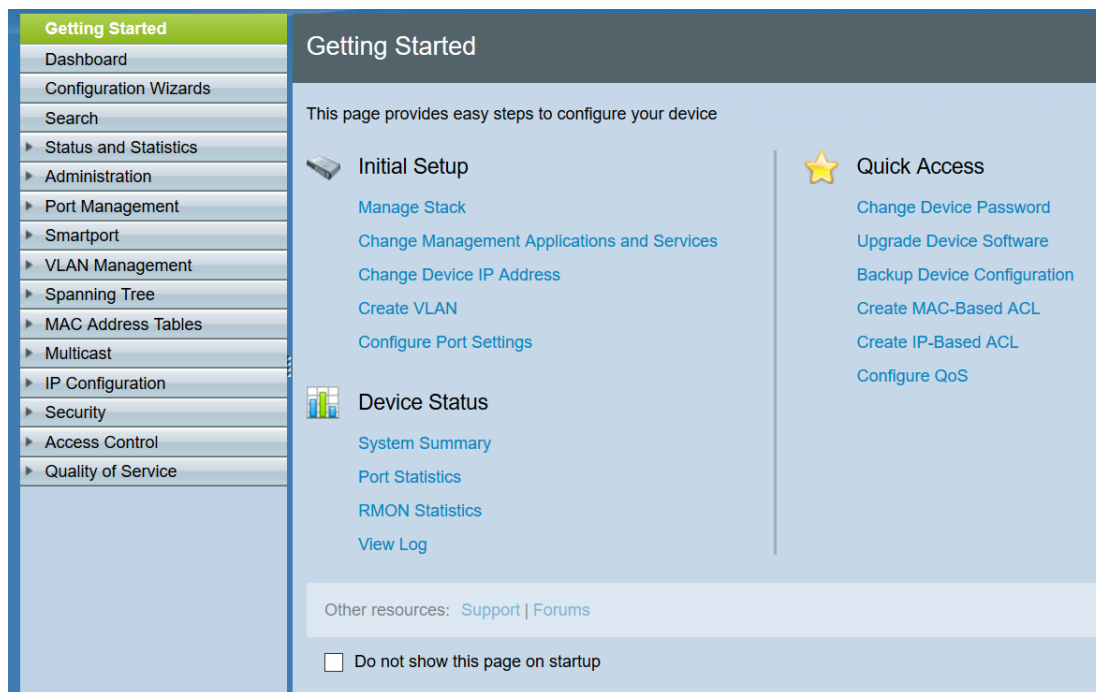 Getting Started
Dashboard
Configuration Wizards
Search
Status and Statistics
Administration
Port Management
Smartport
VLAN Management
Spanning Tree
MAC Address Tables
Multicast
IP Configuration
Security
Access Control
Quality of Service
Getting Started
This page provides easy steps to configure your device
Initial Setup
Manage Stack
Change Management Applications and Services
Change Device IP Address
Create VLAN
Configure Port Settings
Device Status
System Summary
Port Statistics
RMON Statistics
View Log
Quick Access
Change Device Password
Upgrade Device Software
Backup Device Configuration
Create MAC-Based ACL
Create IP-Based ACL
Configure QoS
Other resources: Support | Forums
Do not show this page on startup